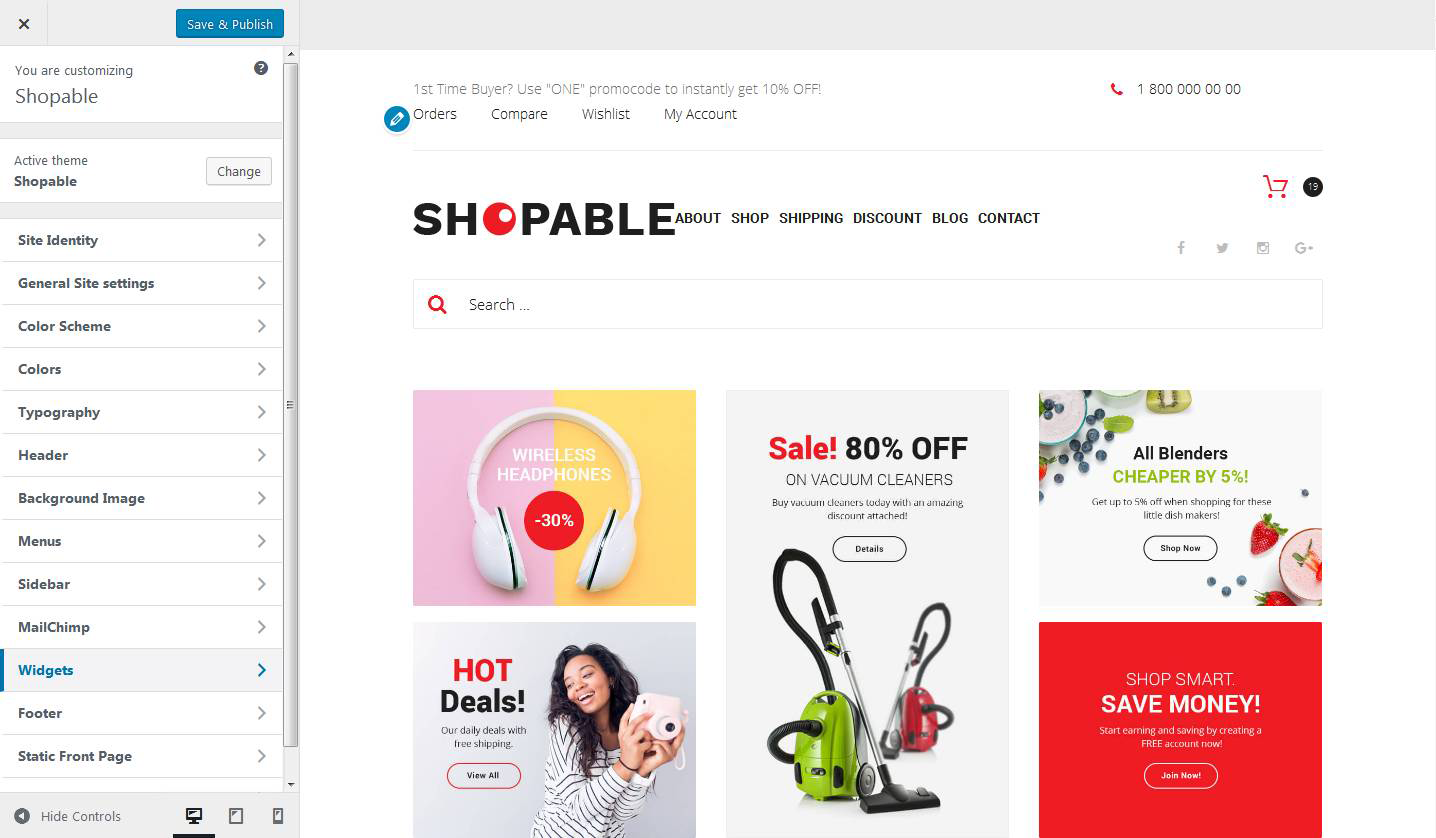 Save & Publish
You are customizing
Shopable
Active theme
Shopable
Change
Site Identity
General Site settings
Color Scheme
Colors
Typography
Header
Background Image
Menus
Sidebar
MailChimp
Widgets
Footer
Static Front Page
Hide Controls
1st Time Buyer? Use "ONE" promocode to instantly get 10% OFF!
1 800 000 00 00
Orders Compare Wishlist My Account
19
SHOPABLE
ABOUT SHOP SHIPPING DISCOUNT BLOG CONTACT
Search ...
WIRELESS
HEADPHONES
-30%
Sale! 80% OFF
ON VACUUM CLEANERS
Buy vacuum cleaners today with an amazing
discount attached!
Details
All Blenders
CHEAPER BY 5%!
Get up to 5% off when shopping for these
little dish makers!
Shop Now
HOT
Deals!
Our daily deals with
free shipping.
View All
SHOP SMART.
SAVE MONEY!
Start earning and saving by creating a
FREE account now!
Join Now!